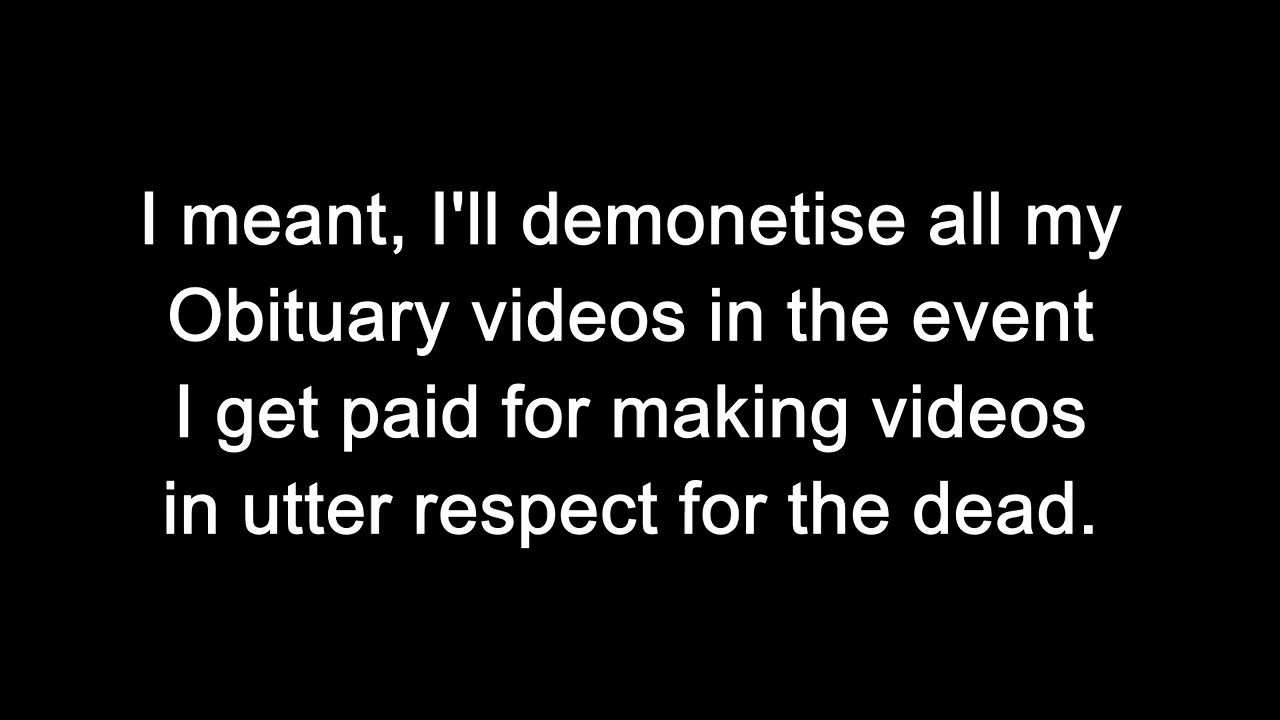 I meant, I'll demonetise all my
Obituary videos in the event
I get paid for making videos
in utter respect for the dead.